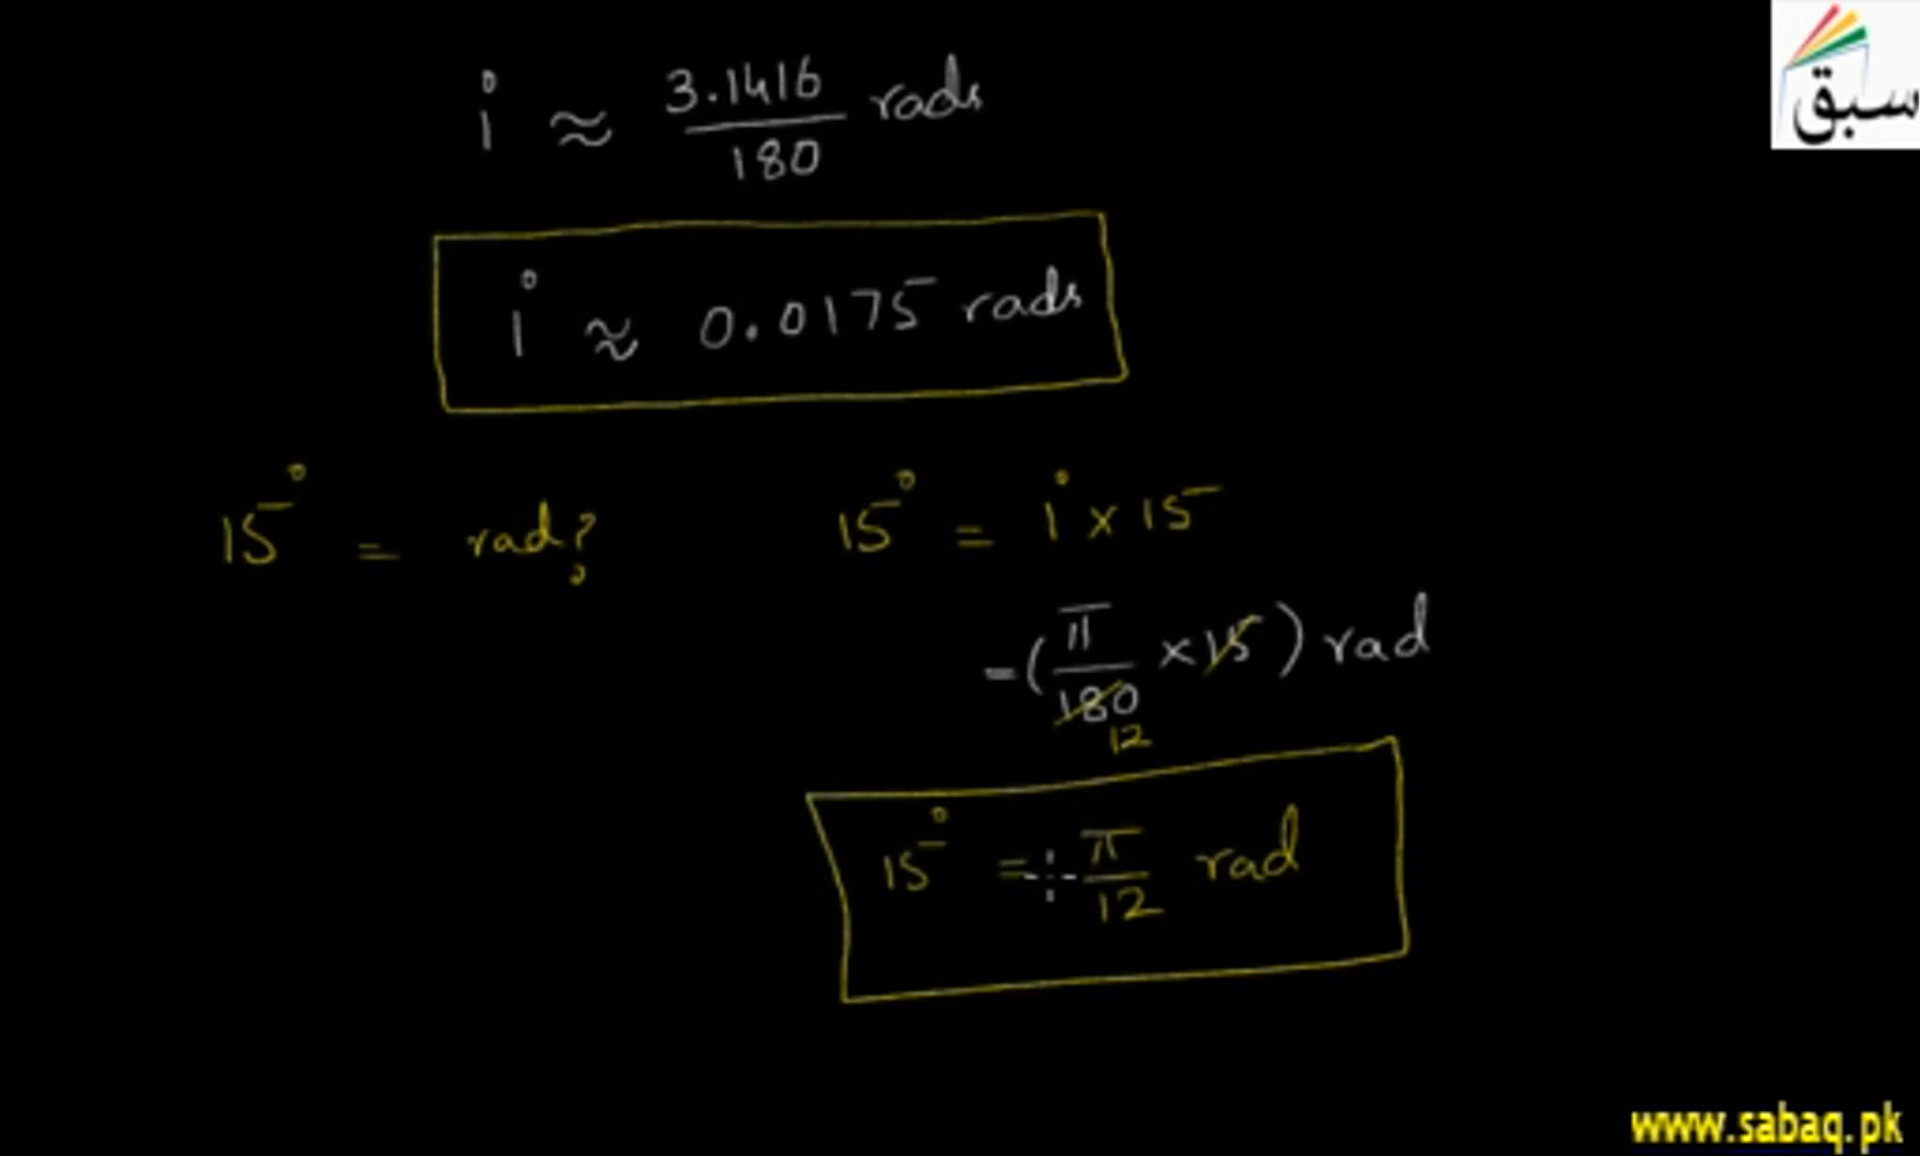 1° ≈ 3.1416/180 rads
سبق
1° ≈ 0.0175 rads
15° = rad?
15° = 1° × 15
= (π/180 × 15) rad
12
15° = π/12 rad
www.sabaq.pk